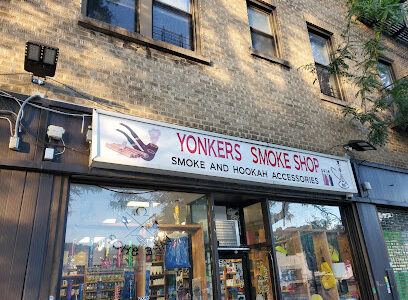 YONKERS SMOKE SHOP
SMOKE AND HOOKAH ACCESSORIES